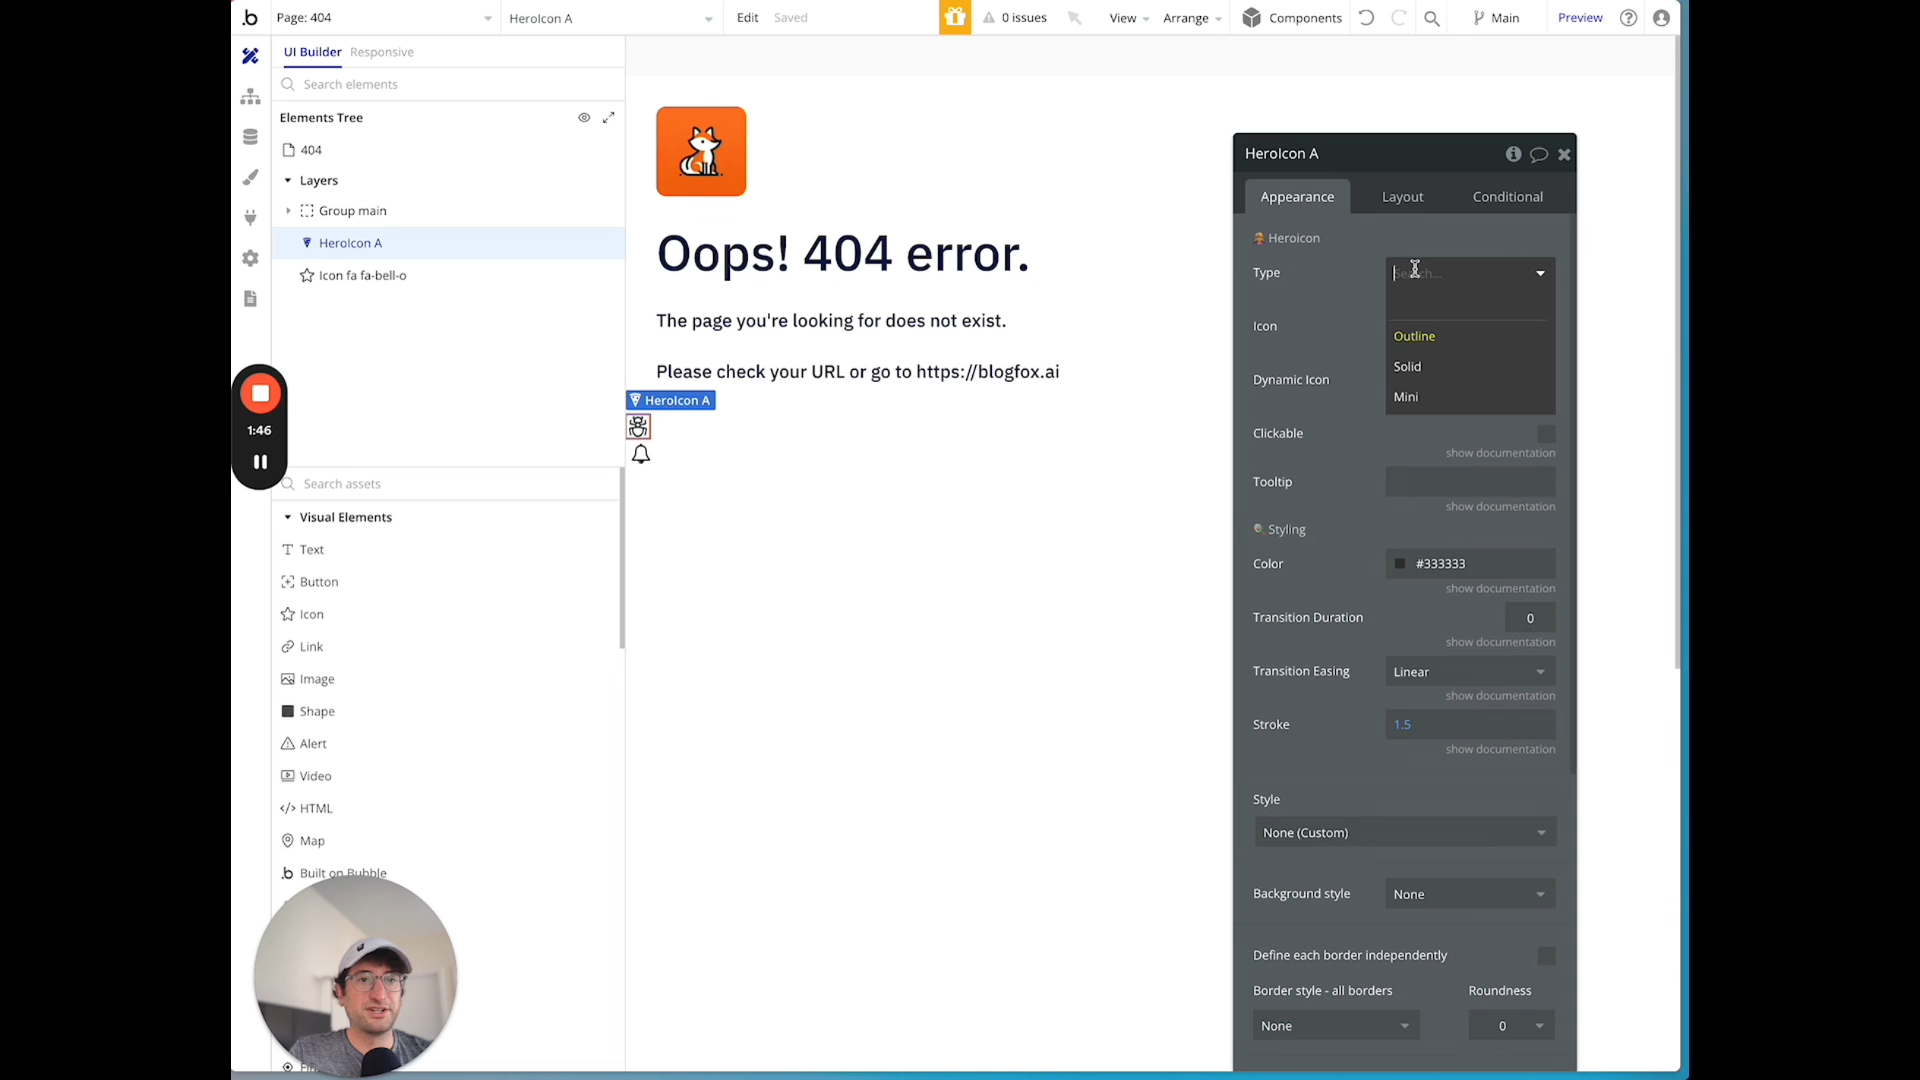 b Page: 404
HeroIcon A
Edit Saved
0 issues
View Arrange Components
Main
Preview
UI Builder Responsive
Search elements
Elements Tree
404
Layers
Group main
HeroIcon A
Icon fa fa-bell-o
1:46
Search assets
Visual Elements
Text
Button
Icon
Link
Image
Shape
Alert
Video
</> HTML
Map
b Built on Bubble
Oops! 404 error.
The page you're looking for does not exist.
Please check your URL or go to https://blogfox.ai
HeroIcon A
HeroIcon A
Appearance Layout Conditional
Heroicon
Type
Search...
Outline
Solid
Mini
Icon
Dynamic Icon
Clickable
show documentation
Tooltip
show documentation
Styling
Color #333333
show documentation
Transition Duration 0
show documentation
Transition Easing Linear
show documentation
Stroke 1.5
show documentation
Style
None (Custom)
Background style None
Define each border independently
Border style - all borders Roundness
None 0